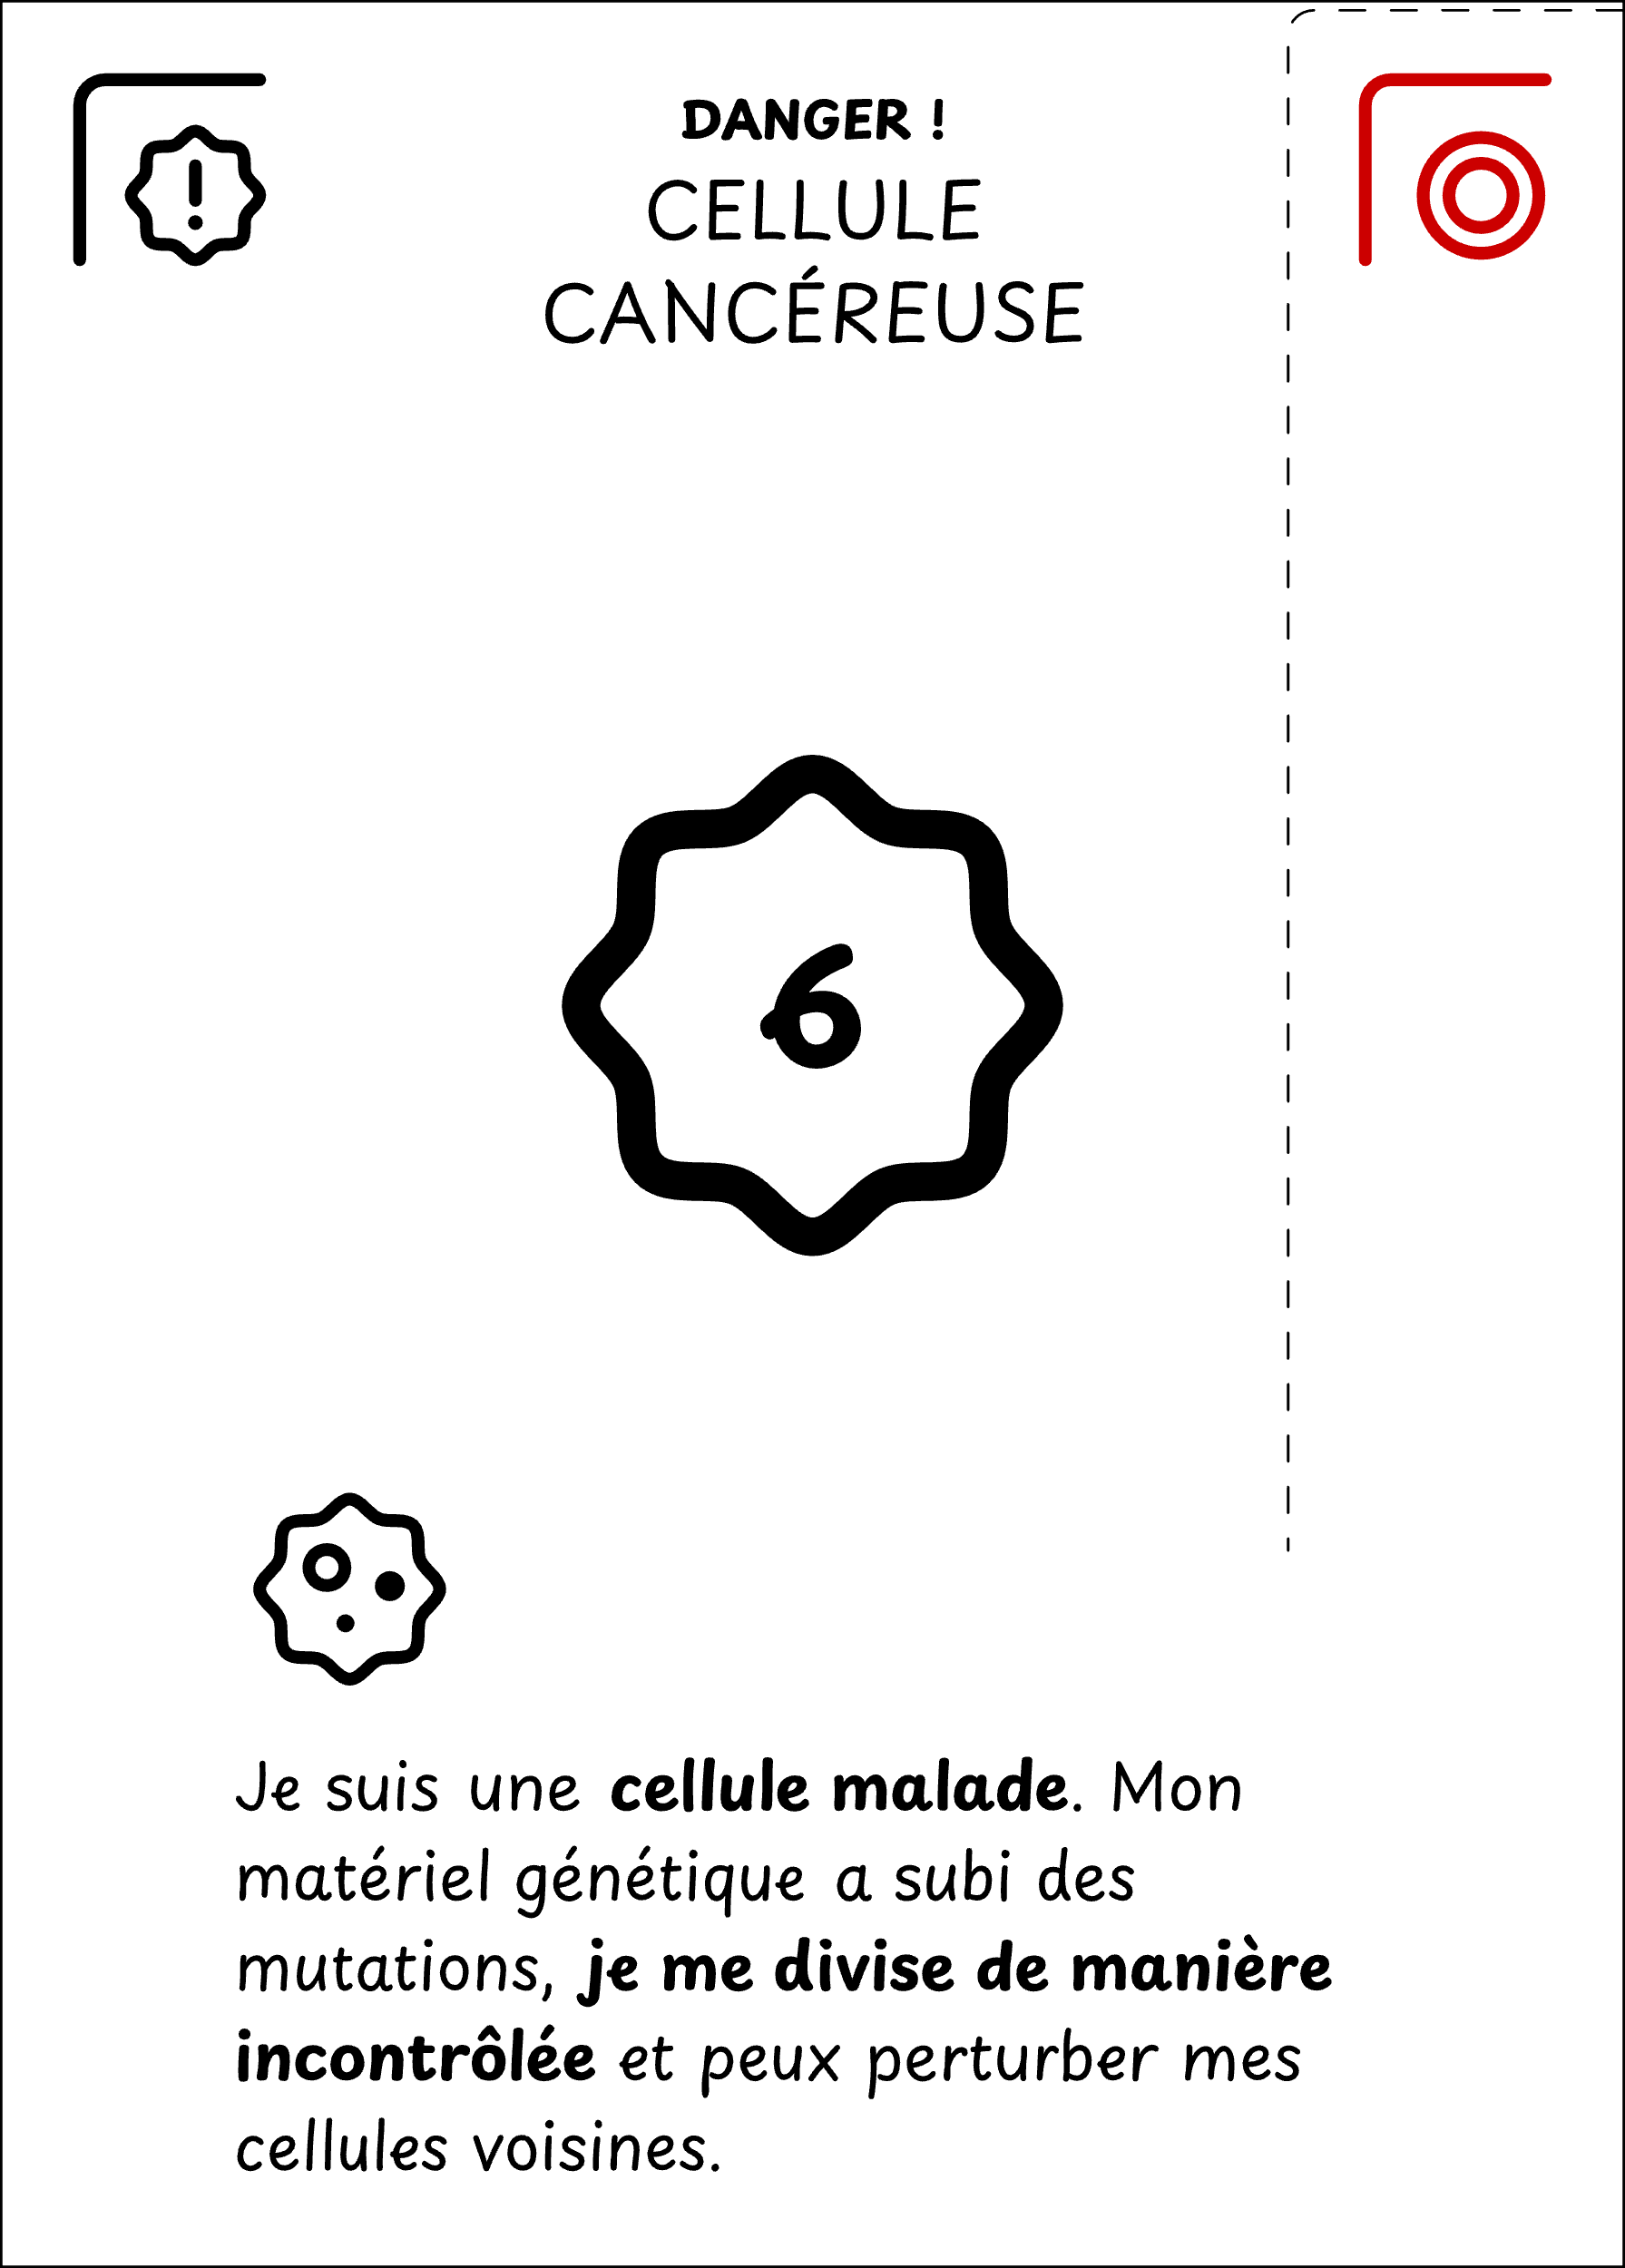 !
DANGER !
CELLULE
CANCÉREUSE
6
Je suis une cellule malade. Mon
matériel génétique a subi des
mutations, je me divise de manière
incontrôlée et peux perturber mes
cellules voisines.